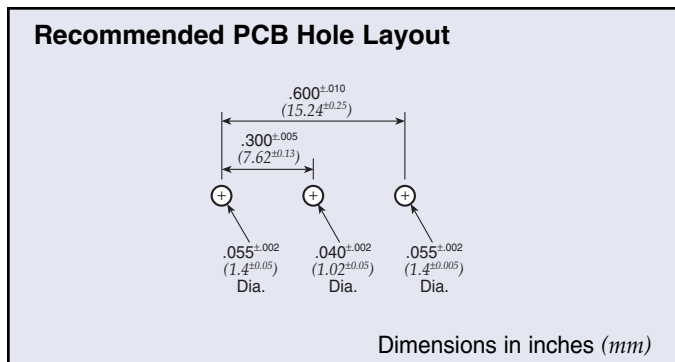 Recommended PCB Hole Layout
.600±.010
(15.24±0.25)
.300±.005
(7.62±0.13)
.055±.002
(1.4±0.05)
Dia.
.040±.002
(1.02±0.05)
Dia.
.055±.002
(1.4±0.005)
Dia.
Dimensions in inches (mm)